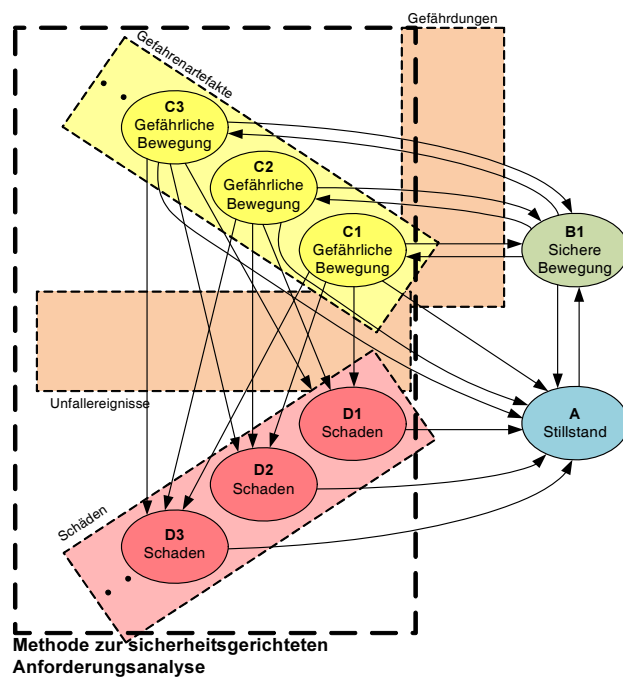 Gefährdungen
Gefahrenartefakte
C3
Gefährliche
Bewegung
C2
Gefährliche
Bewegung
C1
Gefährliche
Bewegung
B1
Sichere
Bewegung
Unfallereignisse
D1
Schaden
A
Stillstand
D2
Schaden
Schäden
D3
Schaden
Methode zur sicherheitsgerichteten
Anforderungsanalyse